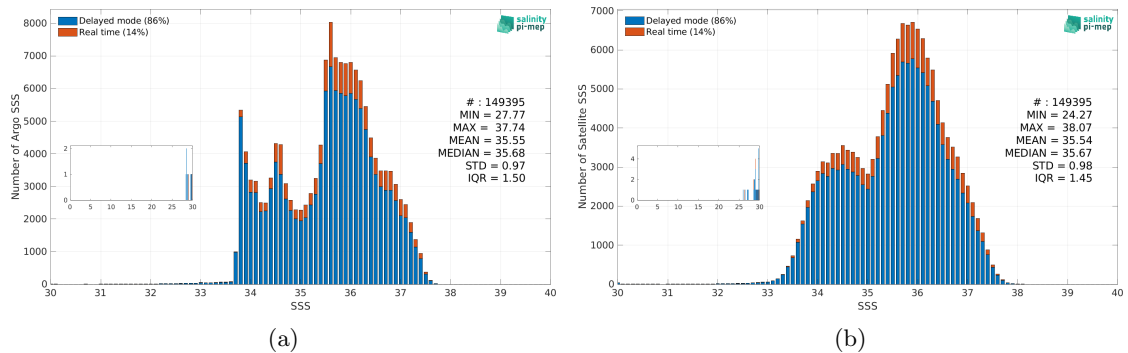 Delayed mode (86%)
Real time (14%)
salinity
pi-mep
8000
7000
6000
5000
4000
3000
2000
1000
0
Number of Argo SSS
# : 149395
MIN = 27.77
MAX = 37.74
MEAN = 35.55
MEDIAN = 35.68
STD = 0.97
IQR = 1.50
2
1
0
0 5 10 15 20 25 30
30 31 32 33 34 35 36 37 38 39 40
SSS
(a)
Delayed mode (86%)
Real time (14%)
salinity
pi-mep
7000
6000
5000
4000
3000
2000
1000
0
Number of Satellite SSS
# : 149395
MIN = 24.27
MAX = 38.07
MEAN = 35.54
MEDIAN = 35.67
STD = 0.98
IQR = 1.45
4
2
0
0 5 10 15 20 25 30
30 31 32 33 34 35 36 37 38 39 40
SSS
(b)